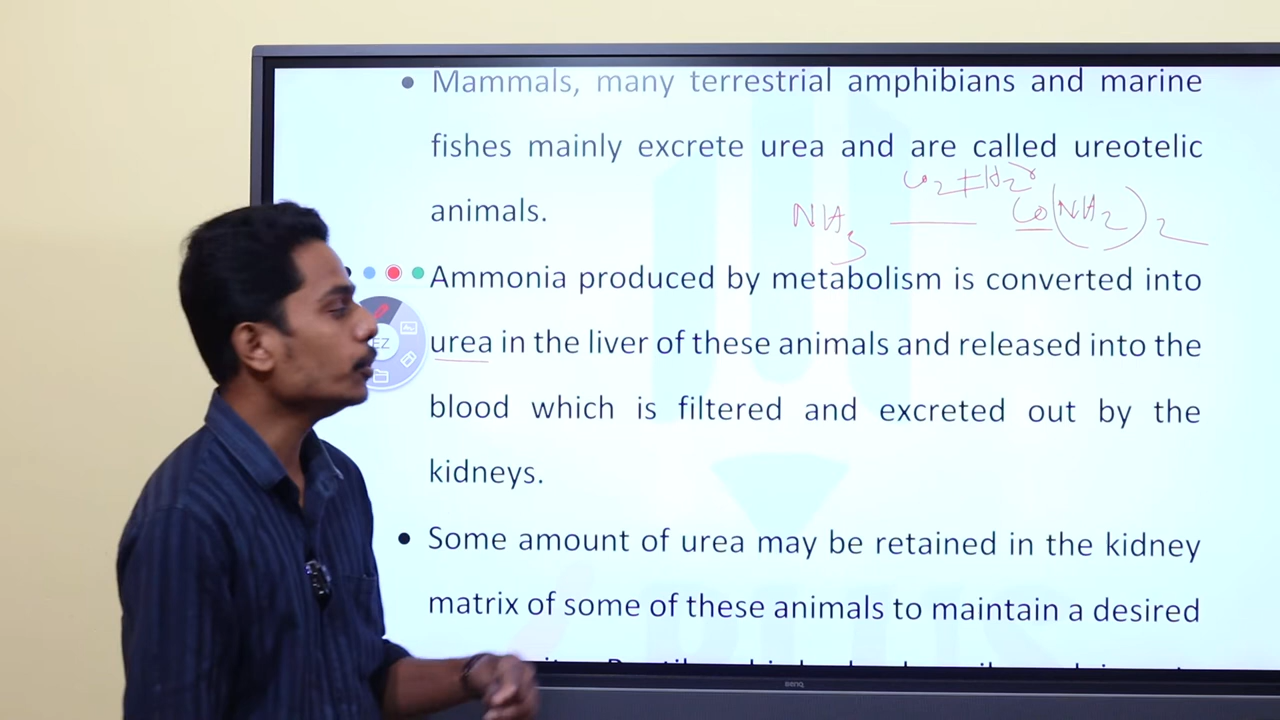 • Mammals, many terrestrial amphibians and marine
fishes mainly excrete urea and are called ureotelic
animals.
NH3 CO(NH2)2
Ammonia produced by metabolism is converted into
EZ
urea in the liver of these animals and released into the
blood which is filtered and excreted out by the
kidneys.
• Some amount of urea may be retained in the kidney
matrix of some of these animals to maintain a desired
BENQ